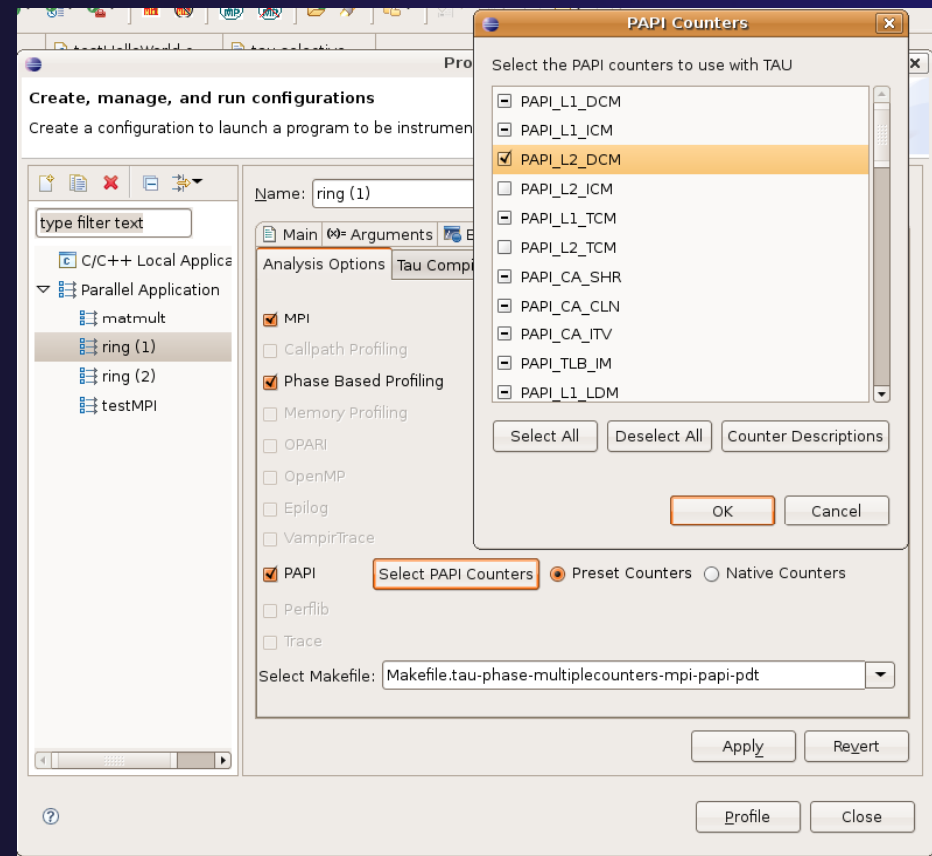 PAPI Counters
Select the PAPI counters to use with TAU
PAPI_L1_DCM
PAPI_L1_ICM
PAPI_L2_DCM
PAPI_L2_ICM
PAPI_L1_TCM
PAPI_L2_TCM
PAPI_CA_SHR
PAPI_CA_CLN
PAPI_CA_ITV
PAPI_TLB_IM
PAPI_L1_LDM
Select All
Deselect All
Counter Descriptions
OK
Cancel
Pro
Create, manage, and run configurations
Create a configuration to launch a program to be instrumen
type filter text
C/C++ Local Applica
Parallel Application
matmult
ring (1)
ring (2)
testMPI
Name: ring (1)
Main
Arguments
Analysis Options
Tau Compi
MPI
Callpath Profiling
Phase Based Profiling
Memory Profiling
OPARI
OpenMP
Epilog
VampirTrace
PAPI
Select PAPI Counters
Preset Counters
Native Counters
Perflib
Trace
Select Makefile: Makefile.tau-phase-multiplecounters-mpi-papi-pdt
Apply
Revert
Profile
Close